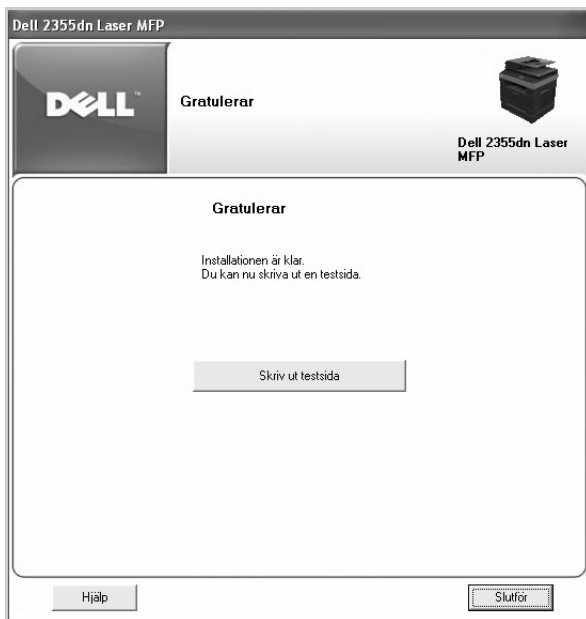 Dell 2355dn Laser MFP
DELL™
Gratulerar
Dell 2355dn Laser
MFP
Gratulerar
Installationen är klar.
Du kan nu skriva ut en testsida.
Skriv ut testsida
Hjälp
Slutför